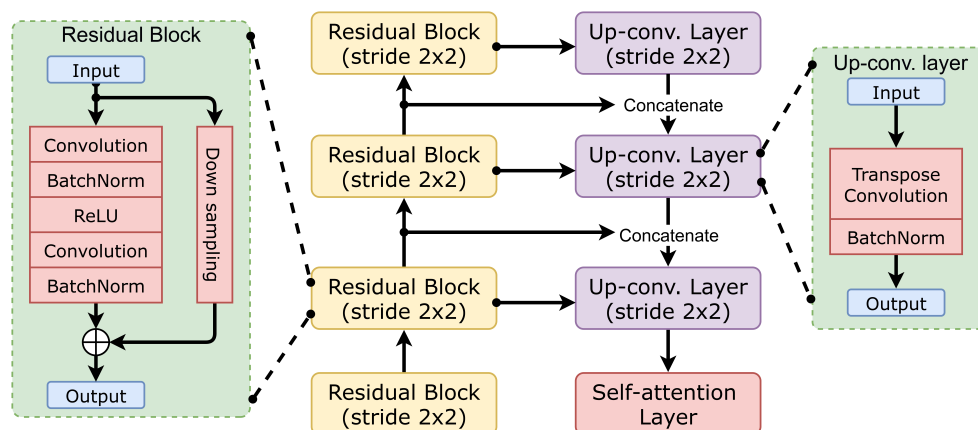 Residual Block
Input
Convolution
BatchNorm
ReLU
Convolution
BatchNorm
Down sampling
Output
Residual Block
(stride 2x2)
Up-conv. Layer
(stride 2x2)
Concatenate
Residual Block
(stride 2x2)
Up-conv. Layer
(stride 2x2)
Concatenate
Residual Block
(stride 2x2)
Up-conv. Layer
(stride 2x2)
Residual Block
(stride 2x2)
Self-attention
Layer
Up-conv. layer
Input
Transpose
Convolution
BatchNorm
Output